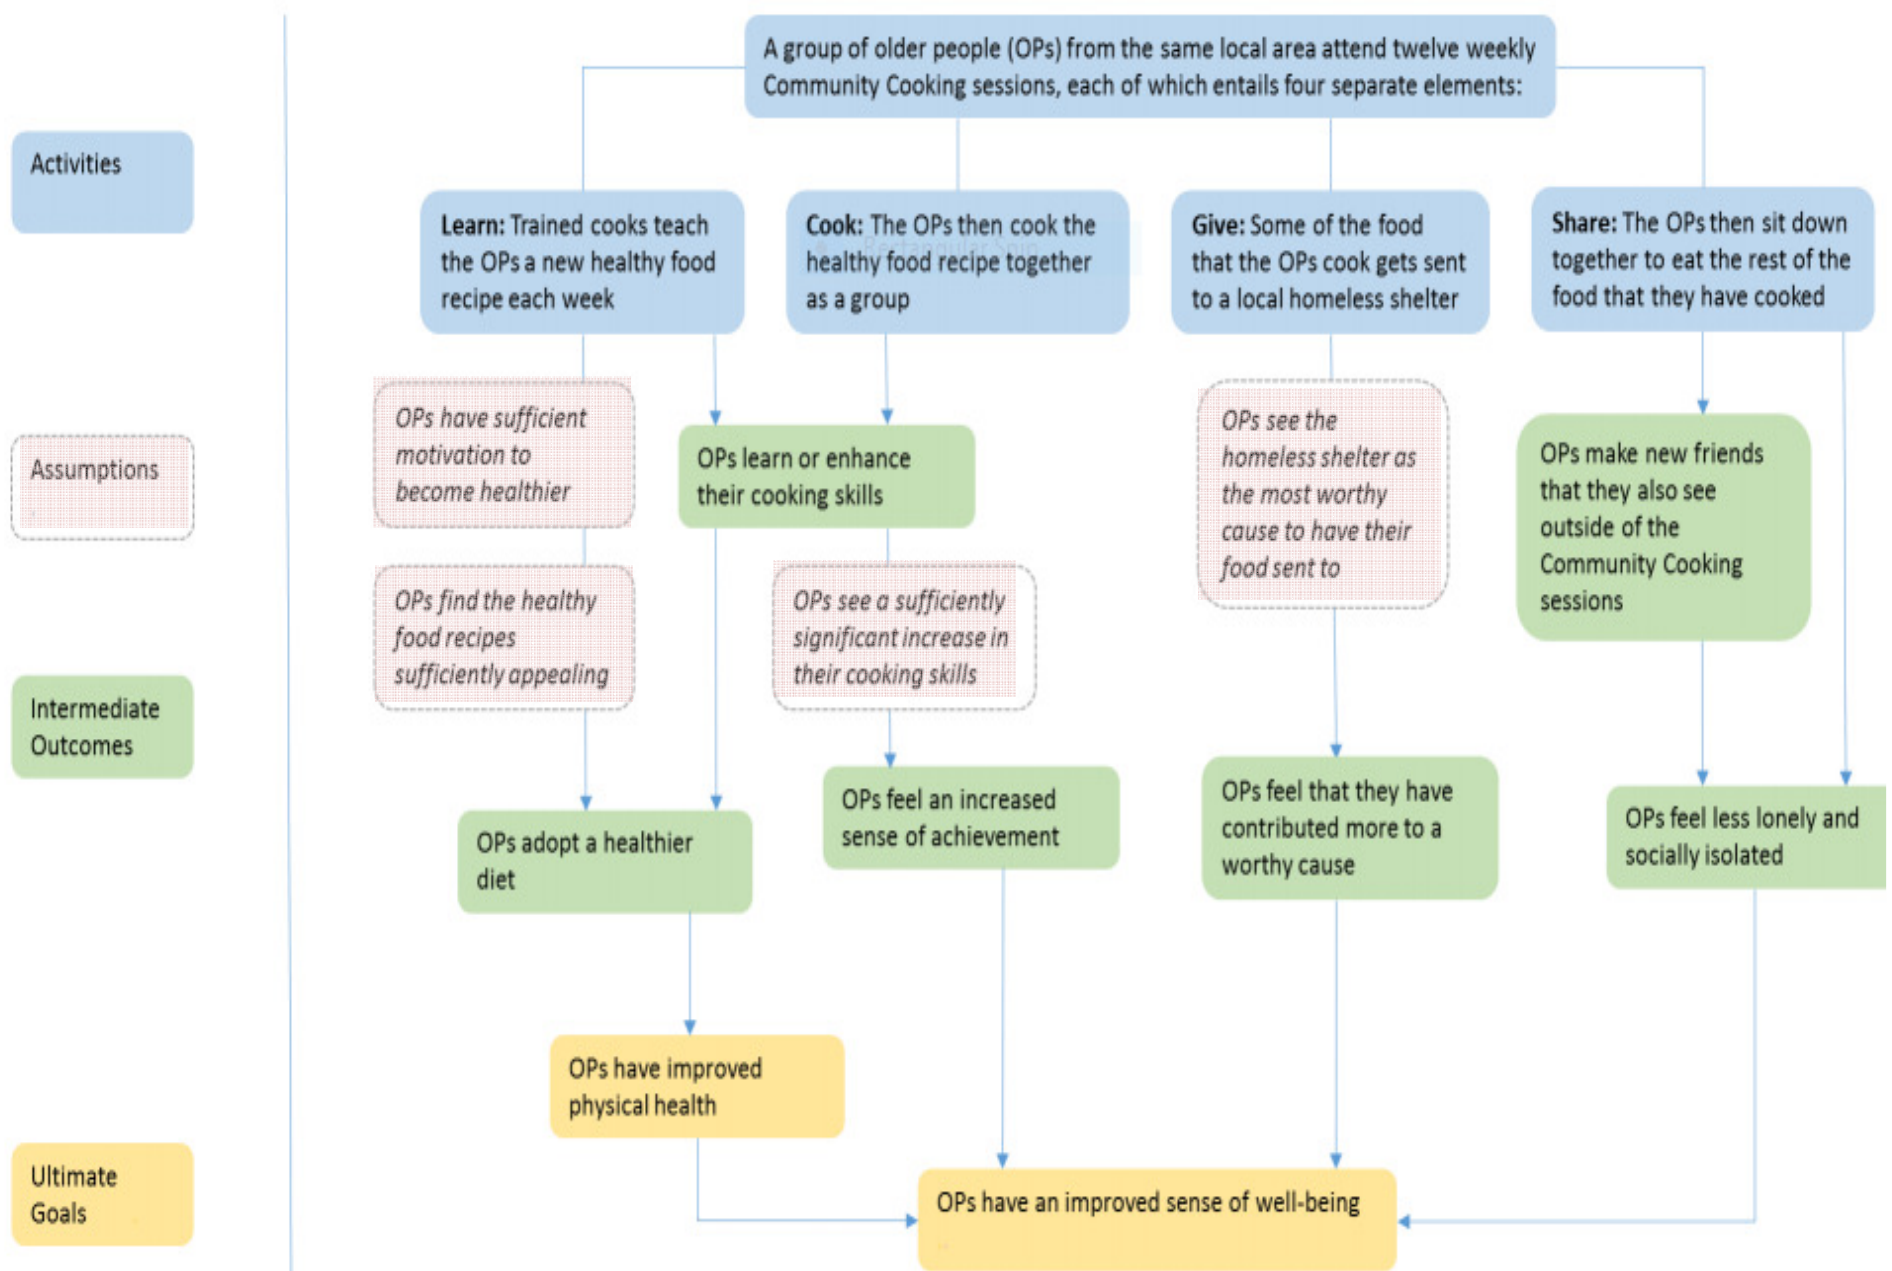 A group of older people (OPs) from the same local area attend twelve weekly
Community Cooking sessions, each of which entails four separate elements:
Activities
Learn: Trained cooks teach
the OPs a new healthy food
recipe each week
Cook: The OPs then cook the
healthy food recipe together
as a group
Rectangular Snip
Give: Some of the food
that the OPs cook gets sent
to a local homeless shelter
Share: The OPs then sit down
together to eat the rest of the
food that they have cooked
Assumptions
OPs have sufficient
motivation to
become healthier
OPs learn or enhance
their cooking skills
OPs see the
homeless shelter as
the most worthy
cause to have their
food sent to
OPs make new friends
that they also see
outside of the
Community Cooking
sessions
OPs find the healthy
food recipes
sufficiently appealing
OPs see a sufficiently
significant increase in
their cooking skills
Intermediate
Outcomes
OPs adopt a healthier
diet
OPs feel an increased
sense of achievement
OPs feel that they have
contributed more to a
worthy cause
OPs feel less lonely and
socially isolated
OPs have improved
physical health
Ultimate
Goals
OPs have an improved sense of well-being